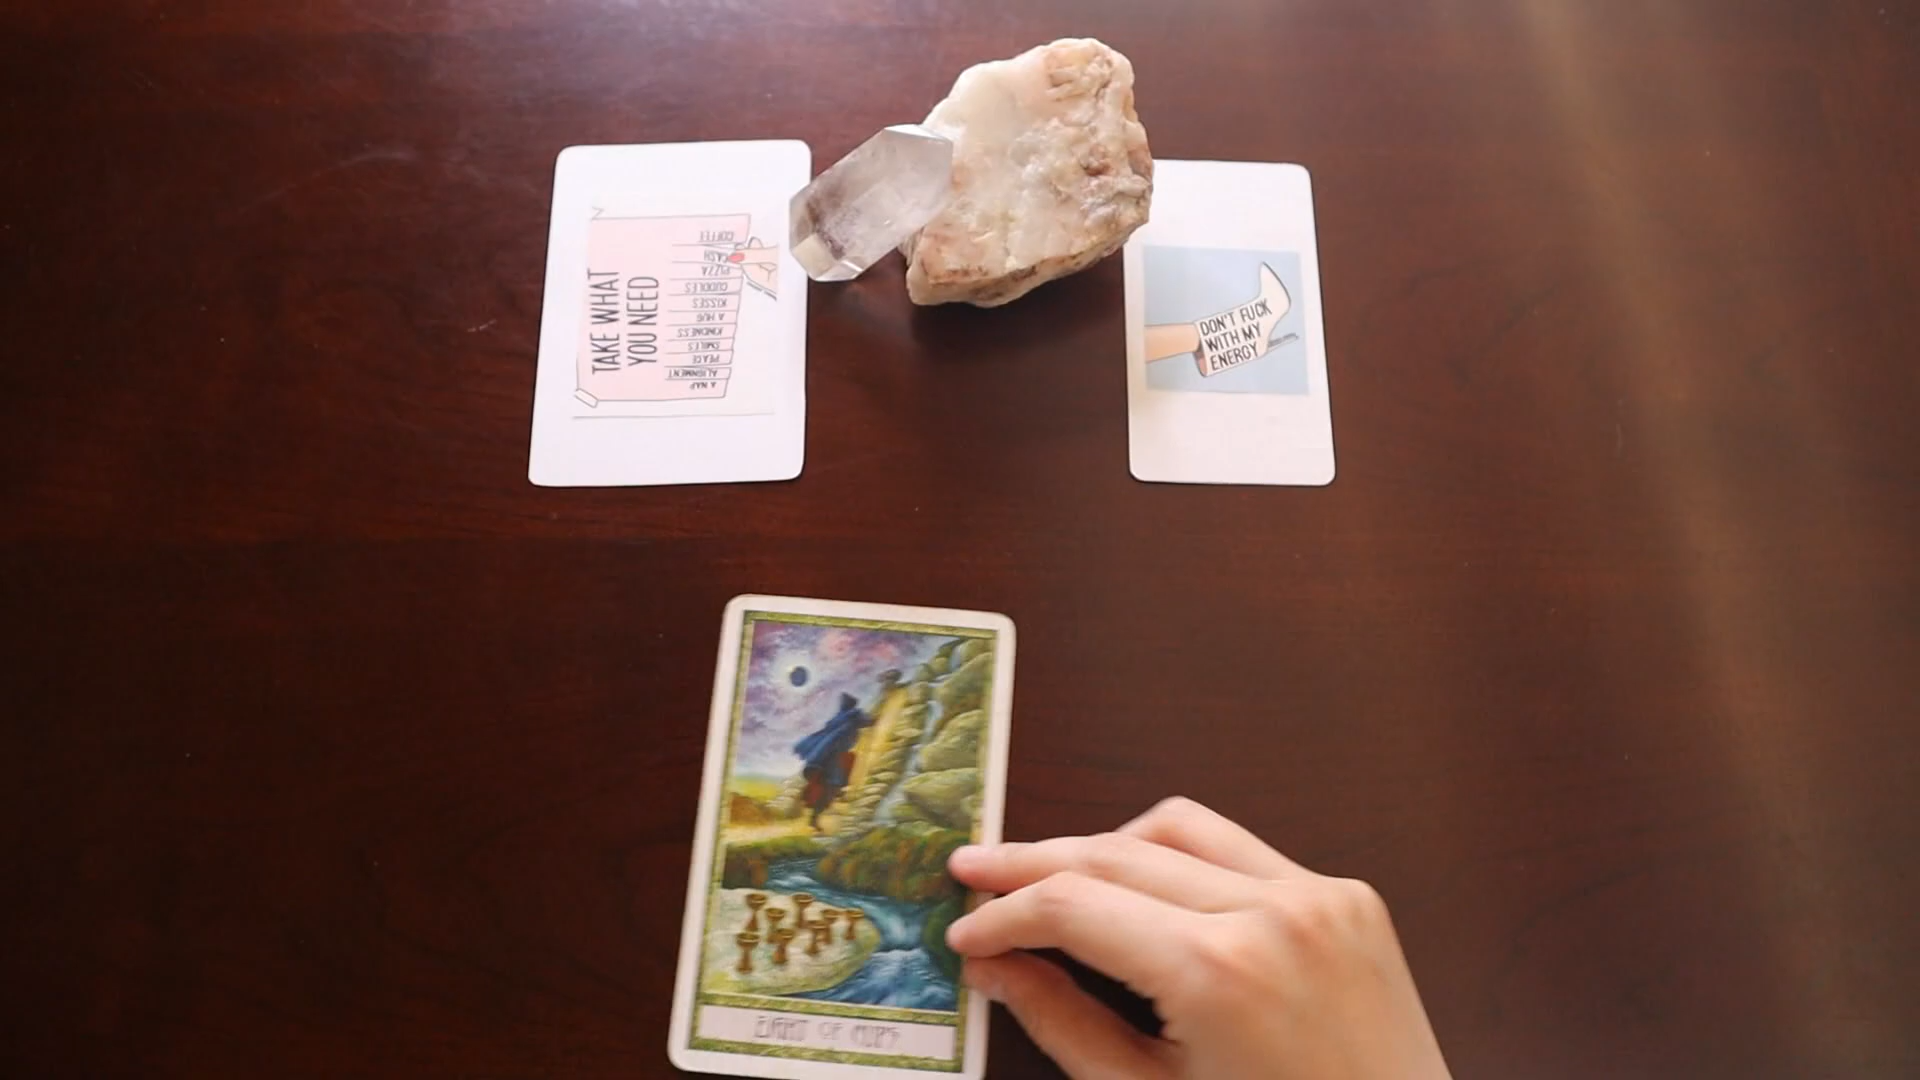 TAKE WHAT
YOU NEED
COFFEE
CASH
PIZZA
CUDDLES
KISSES
A HUG
KINDNESS
SMILES
PEACE
ALIGNMENT
A NAP
DON'T FUCK
WITH MY
ENERGY
EIGHT OF CUPS